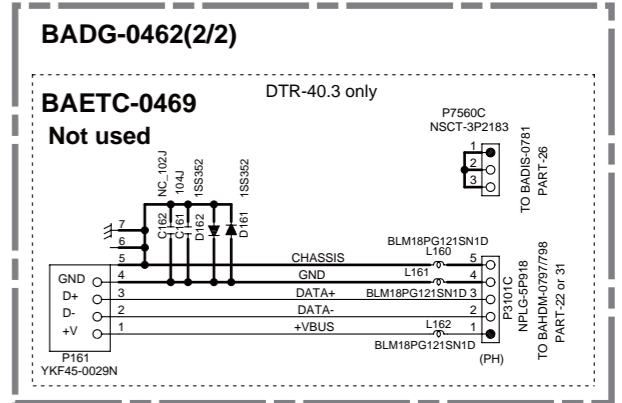 BADG-0462(2/2)
BAETC-0469
Not used
DTR-40.3 only
P7560C
NSCT-3P2183
1
2
3
TO BADIS-0781
PART-26
NC_102J
104J
1SS352
1SS352
C162
C161
D162
D161
7
6
5
4
3
2
1
CHASSIS
GND
DATA+
DATA-
+VBUS
BLM18PG121SN1D
L160
L161
BLM18PG121SN1D
L162
BLM18PG121SN1D
5
4
3
2
1
(PH)
P3101C
NPLG-5P918
TO BAHDM-0797/798
PART-22 or 31
GND
D+
D-
+V
P161
YKF45-0029N